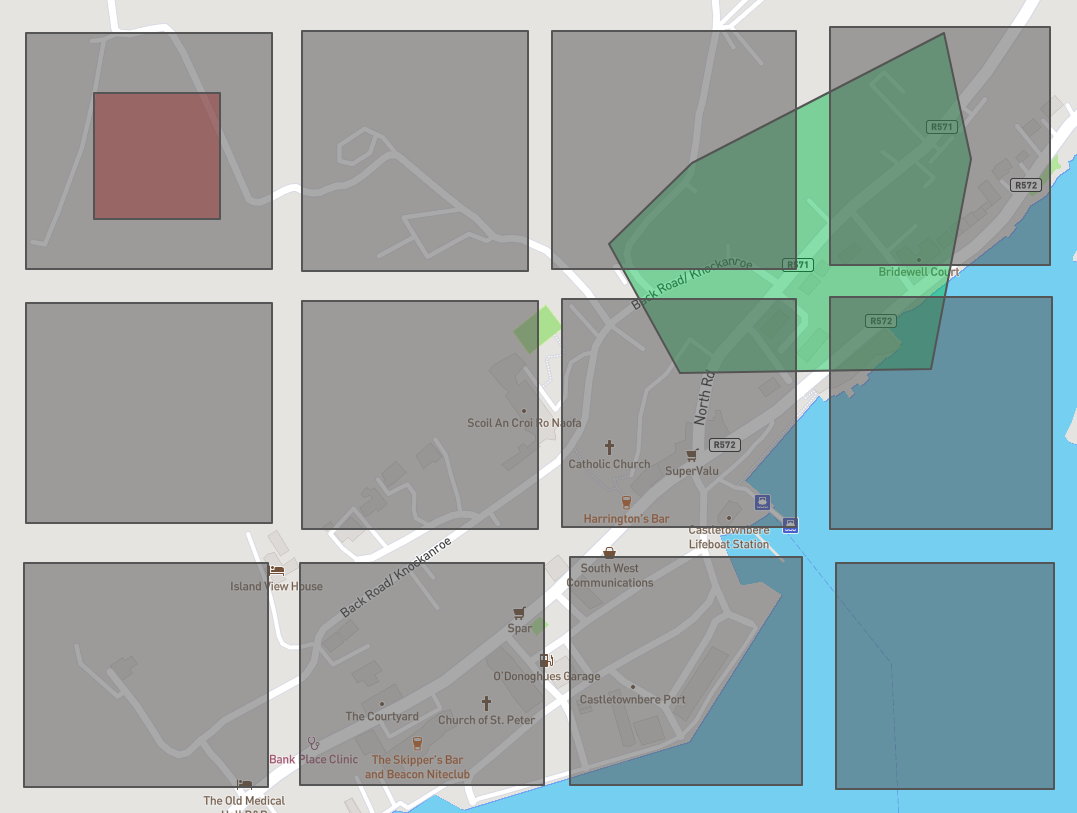 R571
R572
R571
Bridewell Court
Back Road/ Knockanroe
R572
North Rd
Scoil An Croi Ro Naofa
R572
Catholic Church
SuperValu
Harrington's Bar
Castletownbere
Lifeboat Station
Back Road/ Knockanroe
South West
Communications
Island View House
Spar
O'Donoghues Garage
Castletownbere Port
The Courtyard
Church of St. Peter
Bank Place Clinic
The Skipper's Bar
and Beacon Niteclub
The Old Medical
Hall B&B